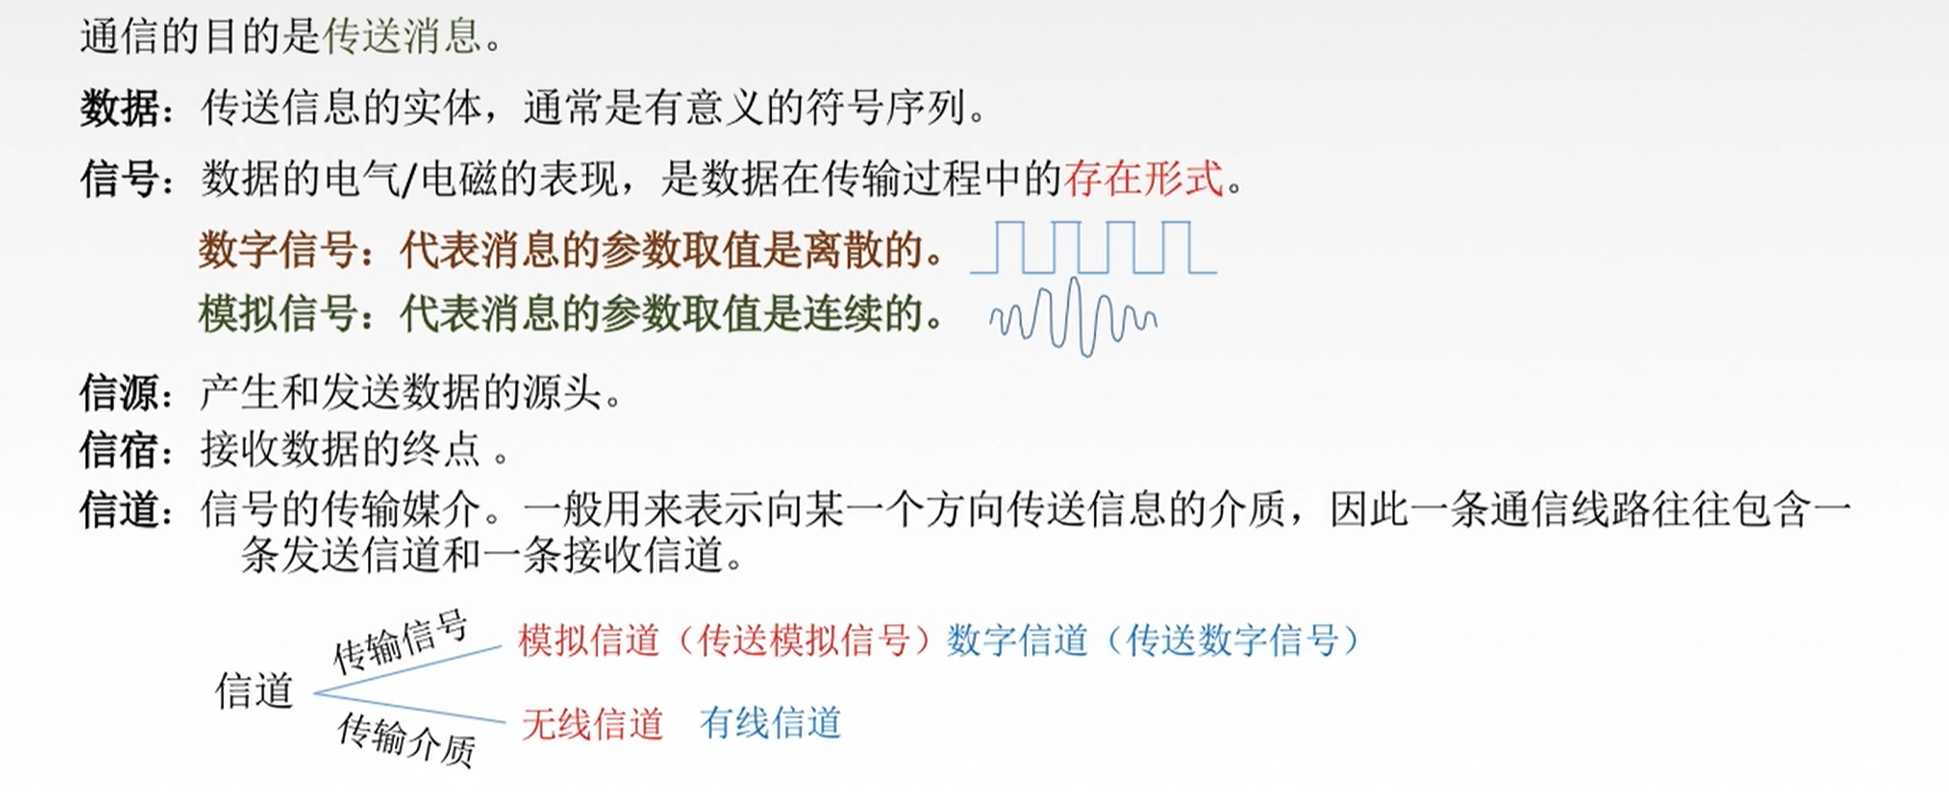 通信的目的是传送消息。
数据：传送信息的实体，通常是有意义的符号序列。
信号：数据的电气/电磁的表现，是数据在传输过程中的存在形式。
数字信号：代表消息的参数取值是离散的。
模拟信号：代表消息的参数取值是连续的。
信源：产生和发送数据的源头。
信宿：接收数据的终点 。
信道：信号的传输媒介。一般用来表示向某一个方向传送信息的介质，因此一条通信线路往往包含一
条发送信道和一条接收信道。
传输信号
模拟信道（传送模拟信号）数字信道（传送数字信号）
信道
无线信道 有线信道
传输介质